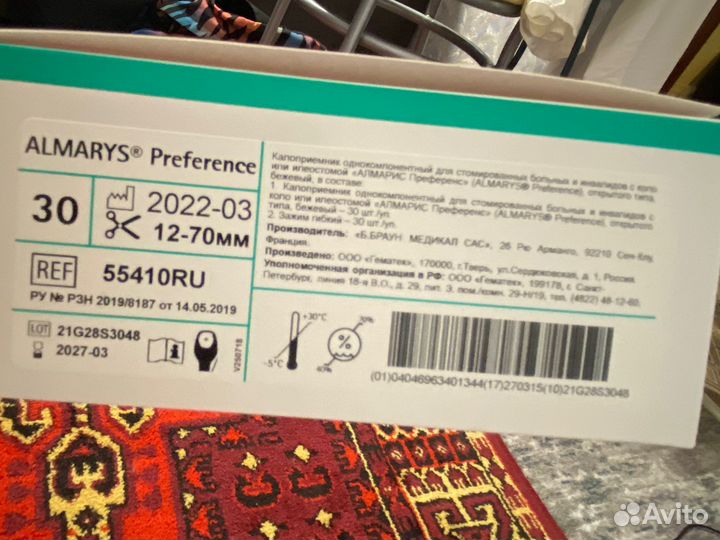 ALMARYS® Preference
30
2022-03
12-70мм
REF 55410RU
РУ № РЗН 2019/8187 от 14.05.2019
LOT 21G28S3048
2027-03
V250718
Калоприемник однокомпонентный для стомированных больных и инвалидов с коло
или илеостомой «АЛМАРИС Преференс» (ALMARYS® Preference), открытого типа,
бежевый, в составе:
1. Калоприемник однокомпонентный для стомированных больных и инвалидов с
коло или илеостомой «АЛМАРИС Преференс» (ALMARYS® Preference), открытого
типа, бежевый – 30 шт./уп.
2. Зажим гибкий – 30 шт./уп.
Производитель: «Б.БРАУН МЕДИКАЛ САС», 26 Рю Арманго, 92210 Сен-Клу,
Франция.
Произведено: ООО «Гематек», 170000, г.Тверь, ул.Сердюковская, д. 1, Россия.
Уполномоченная организация в РФ: ООО «Гематек», 199178, г. Санкт-
Петербург, линия 18-я В.О., д. 29, лит. З, пом./комн. 29-Н/19, тел. (4822) 48-12-60;
+30°C
-5°C
%
(01)04046963401344(17)270315(10)21G28S3048
Avito